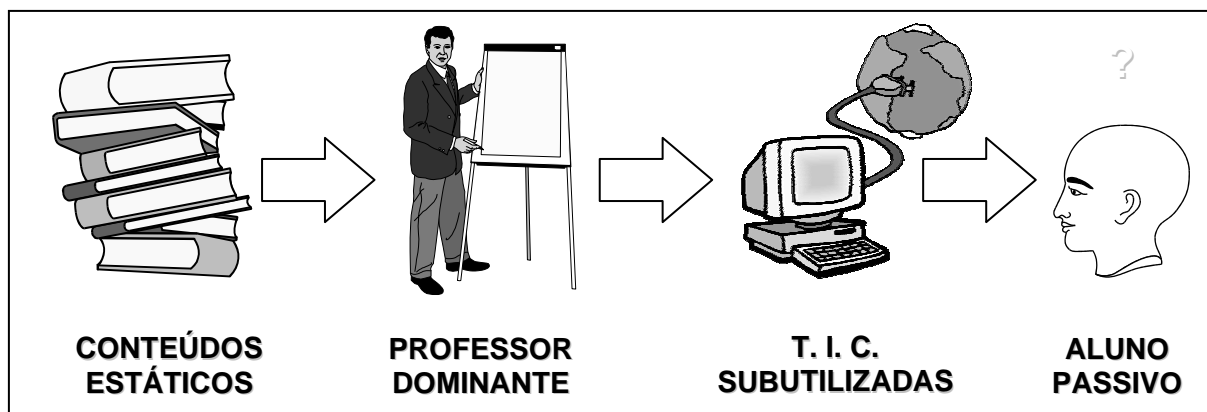 ?
CONTEÚDOS
ESTÁTICOS
PROFESSOR
DOMINANTE
T. I. C.
SUBUTILIZADAS
ALUNO
PASSIVO